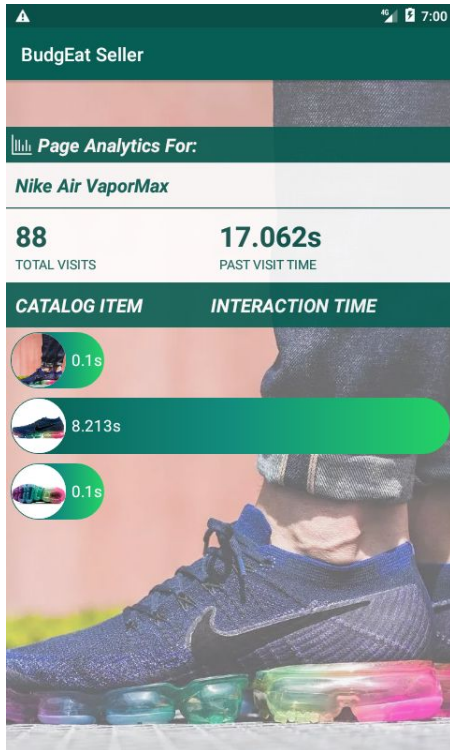 4G 7:00
BudgEat Seller
Page Analytics For:
Nike Air VaporMax
88 17.062s
TOTAL VISITS PAST VISIT TIME
CATALOG ITEM INTERACTION TIME
0.1s
8.213s
0.1s